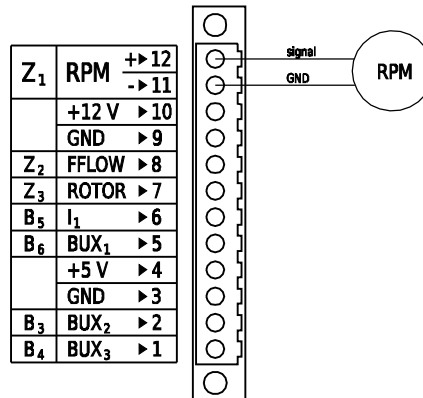 Z₁ RPM +▶12
-▶11
+12 V ▶10
GND ▶9
Z₂ FFLOW ▶8
Z₃ ROTOR ▶7
B₅ I₁ ▶6
B₆ BUX₁ ▶5
+5 V ▶4
GND ▶3
B₃ BUX₂ ▶2
B₄ BUX₃ ▶1
signal
GND
RPM